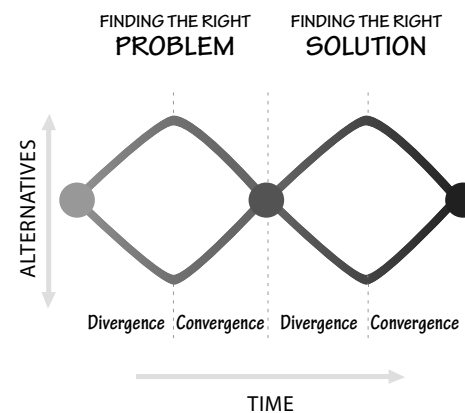 FINDING THE RIGHT
PROBLEM
FINDING THE RIGHT
SOLUTION
ALTERNATIVES
Divergence Convergence Divergence Convergence
TIME